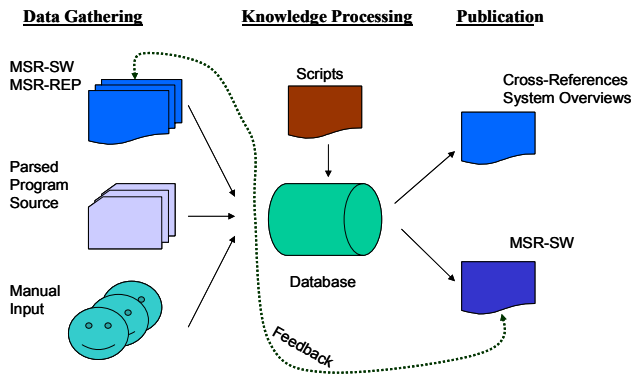 Data Gathering
Knowledge Processing
Publication
MSR-SW
MSR-REP
Scripts
Cross-References
System Overviews
Parsed
Program
Source
MSR-SW
Database
Manual
Input
Feedback